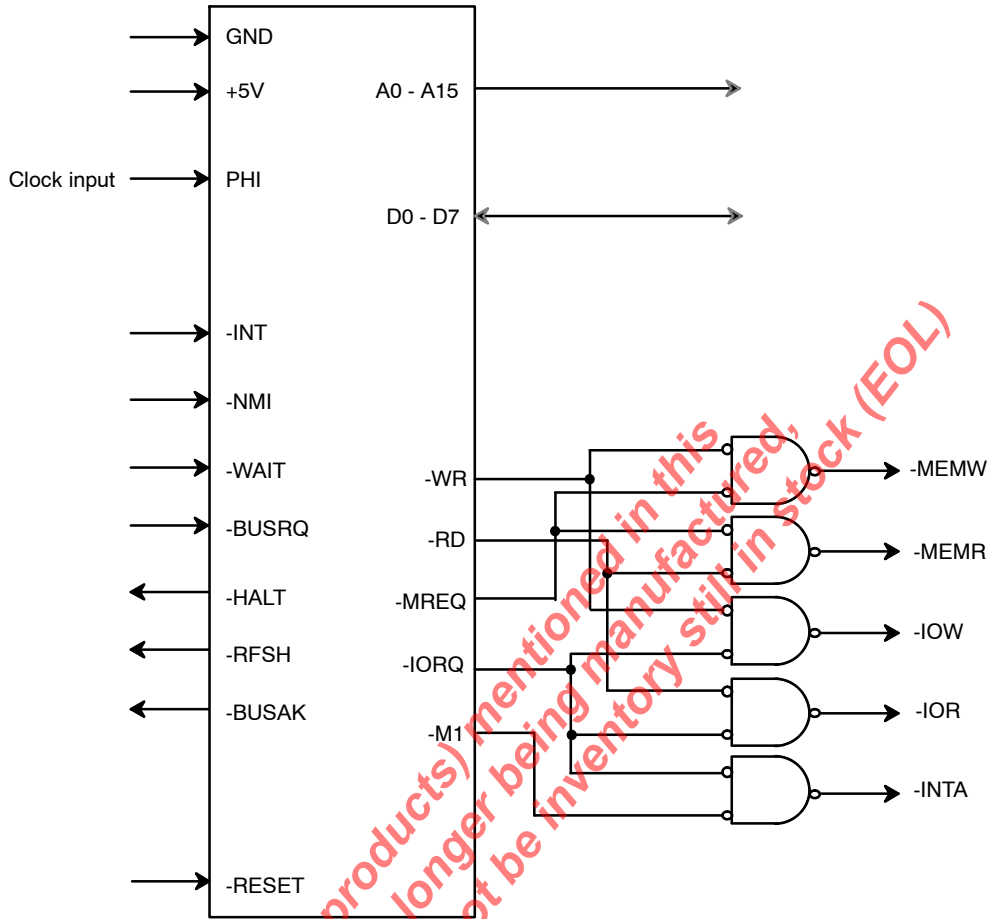 GND
+5V
A0 - A15
Clock input
PHI
D0 - D7
-INT
-NMI
-WAIT
-WR
-MEMW
-BUSRQ
-RD
-MEMR
-HALT
-MREQ
-IOW
-RFSH
-IORQ
-BUSAK
-M1
-IOR
-INTA
-RESET
products) mentioned in this
longer being manufactured,
ot be inventory still in stock (EOL)